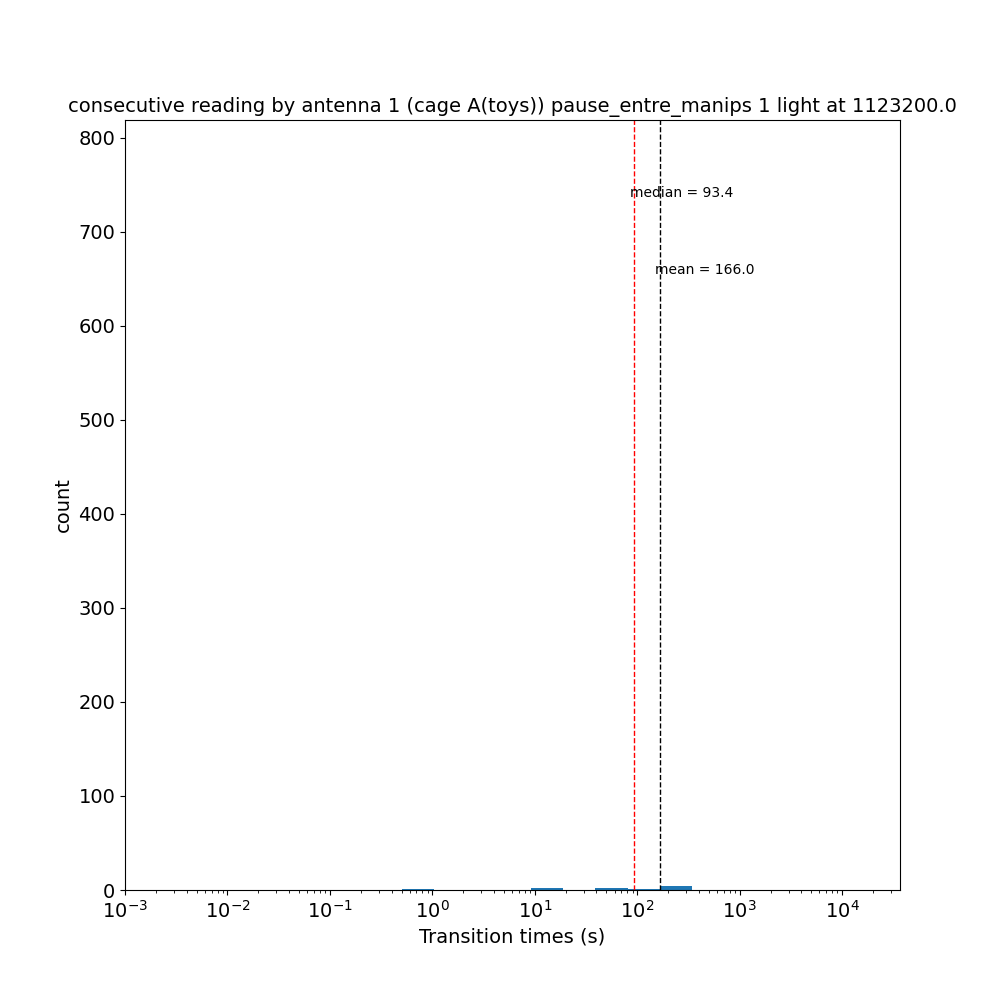 consecutive reading by antenna 1 (cage A(toys)) pause_entre_manips 1 light at 1123200.0
800
median = 93.4
700
mean = 166.0
600
500
count
400
300
200
100
0
10⁻³ 10⁻² 10⁻¹ 10⁰ 10¹ 10² 10³ 10⁴
Transition times (s)